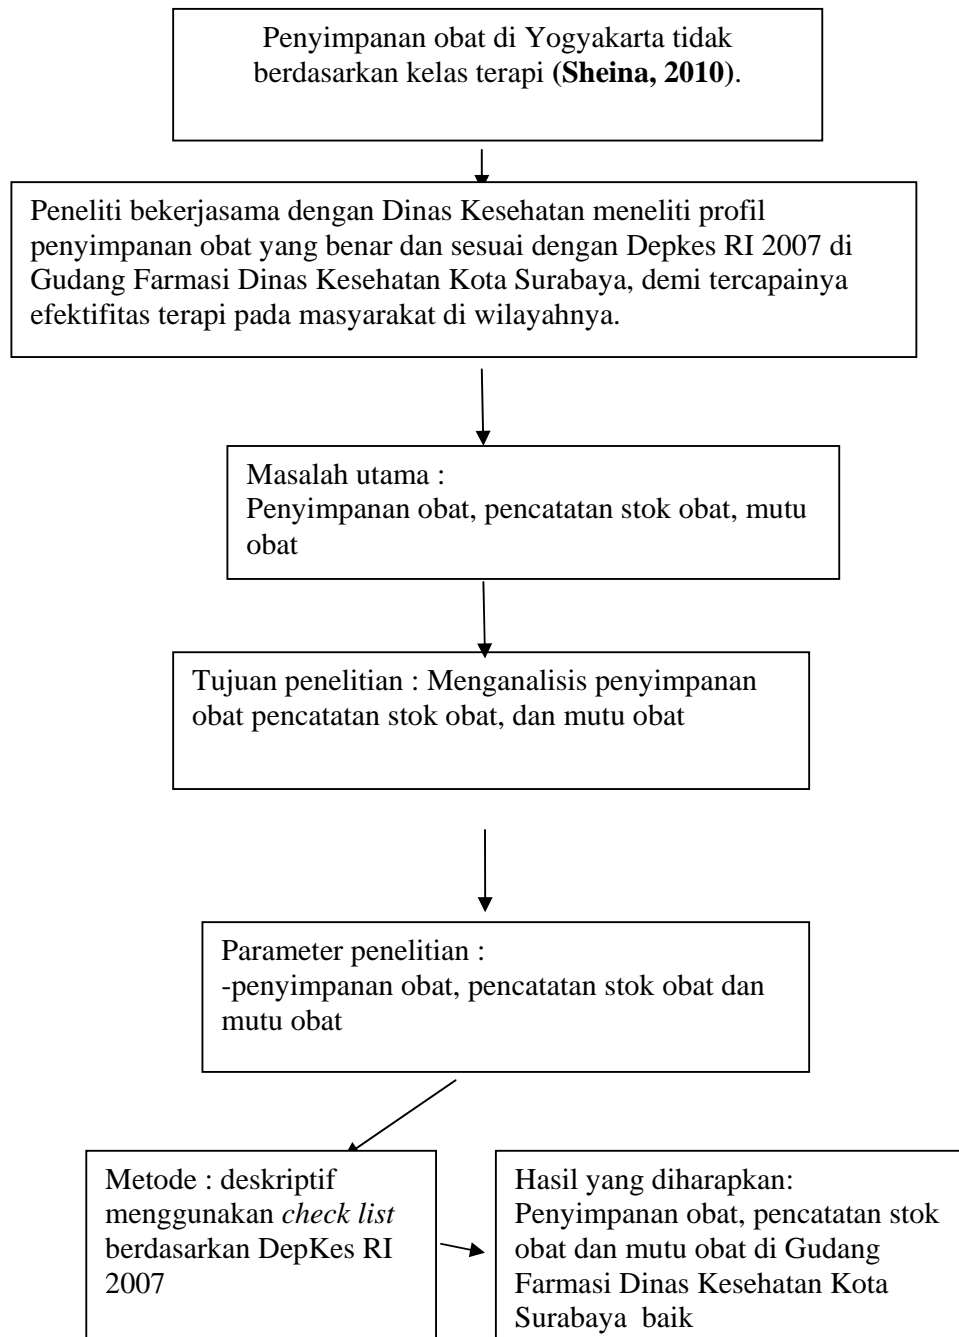 Penyimpanan obat di Yogyakarta tidak
berdasarkan kelas terapi (Sheina, 2010).
Peneliti bekerjasama dengan Dinas Kesehatan meneliti profil
penyimpanan obat yang benar dan sesuai dengan Depkes RI 2007 di
Gudang Farmasi Dinas Kesehatan Kota Surabaya, demi tercapainya
efektifitas terapi pada masyarakat di wilayahnya.
Masalah utama :
Penyimpanan obat, pencatatan stok obat, mutu
obat
Tujuan penelitian : Menganalisis penyimpanan
obat pencatatan stok obat, dan mutu obat
Parameter penelitian :
-penyimpanan obat, pencatatan stok obat dan
mutu obat
Metode : deskriptif
menggunakan check list
berdasarkan DepKes RI
2007
Hasil yang diharapkan:
Penyimpanan obat, pencatatan stok
obat dan mutu obat di Gudang
Farmasi Dinas Kesehatan Kota
Surabaya  baik